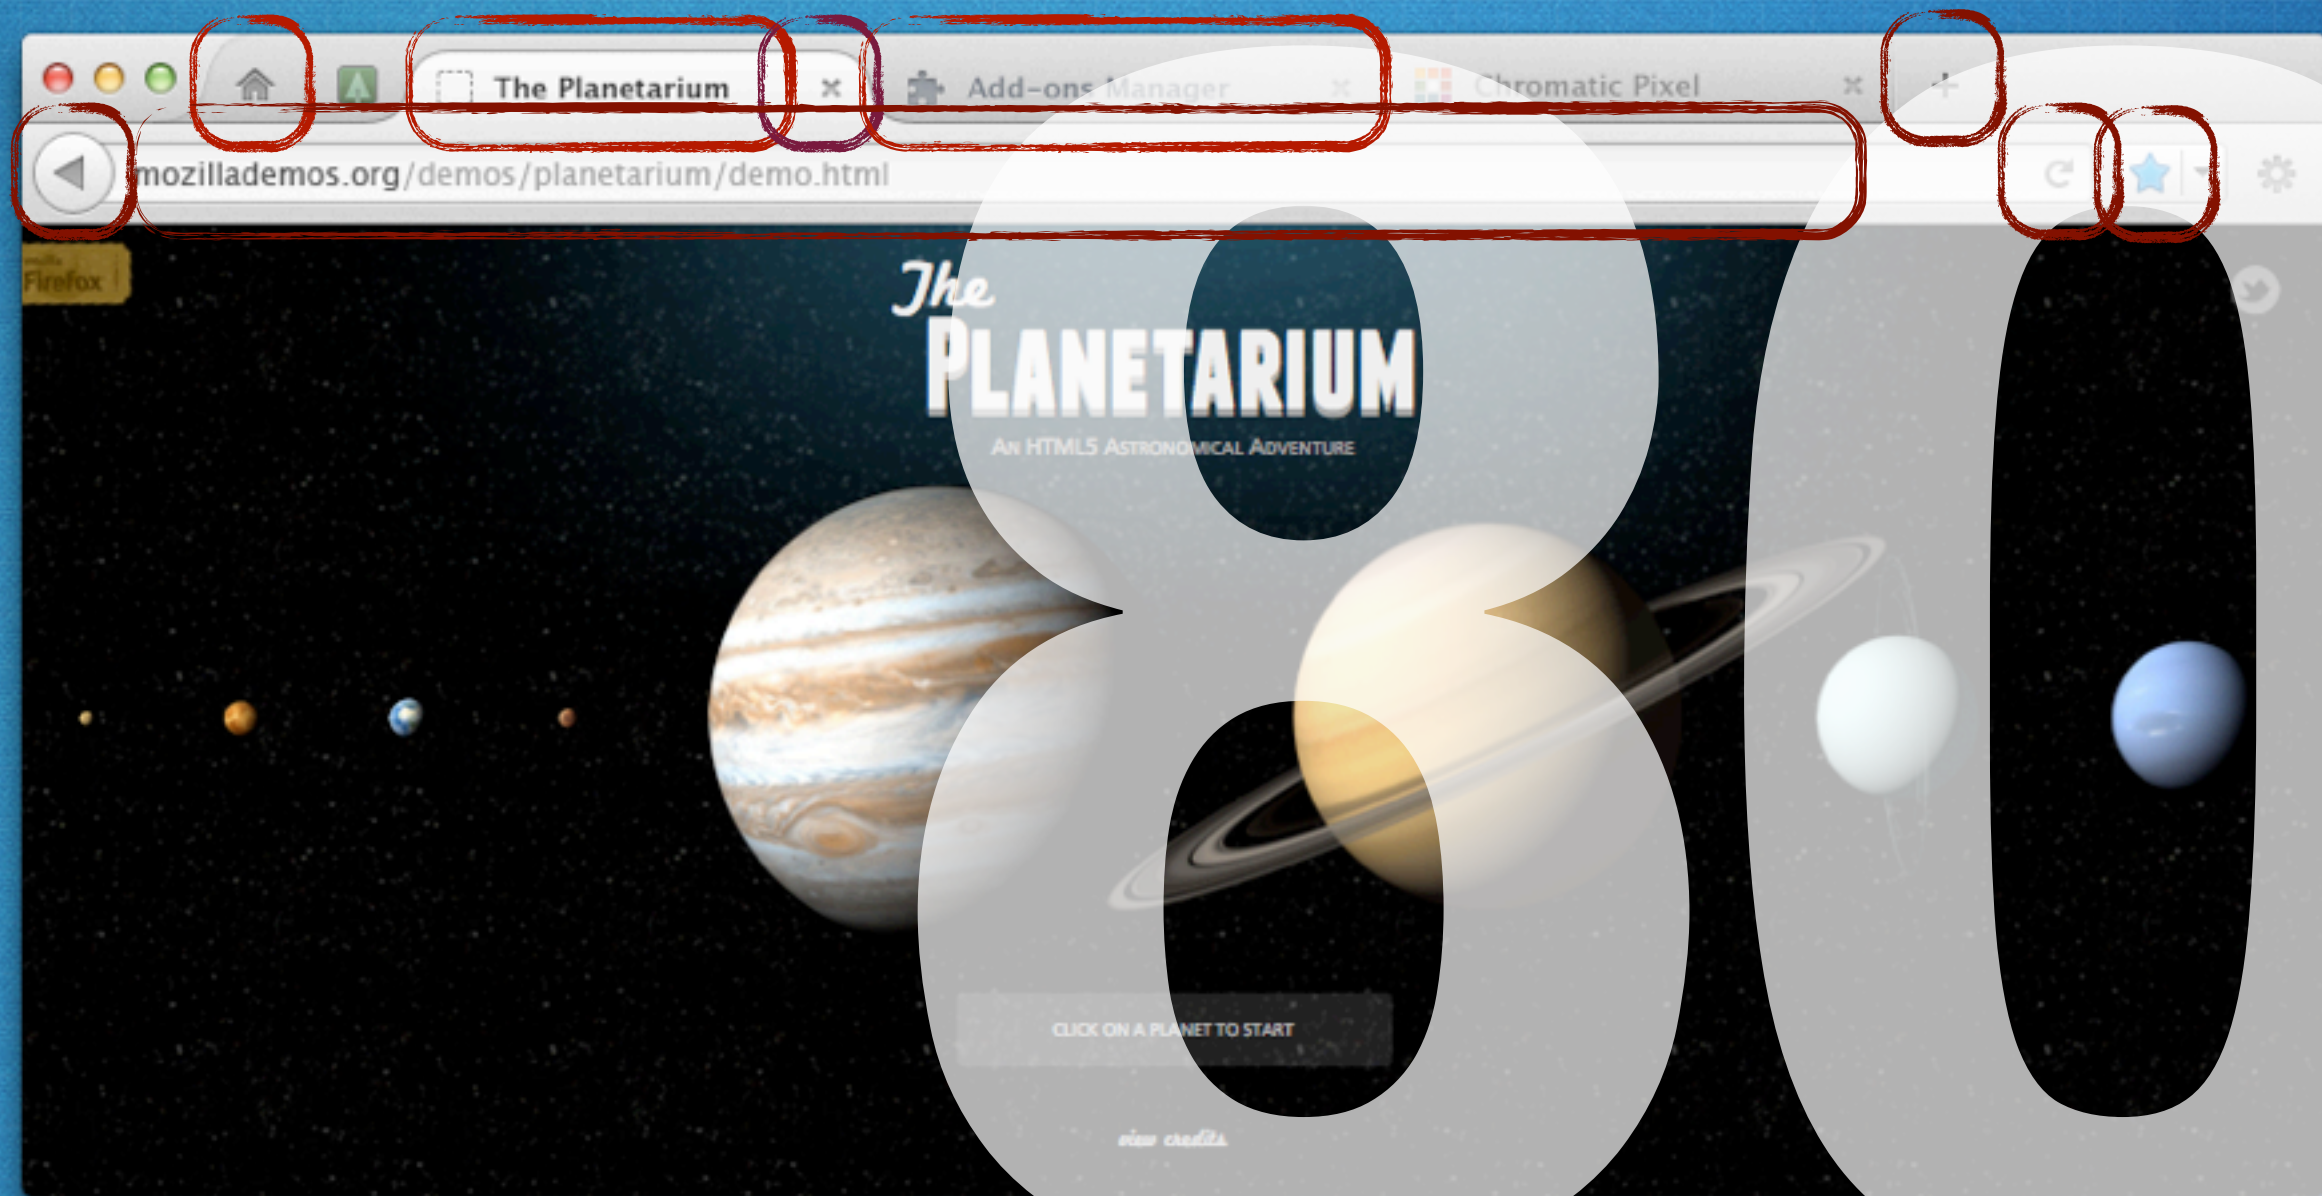 The Planetarium
Add-ons Manager
Chromatic Pixel
mozillademos.org/demos/planetarium/demo.html
Firefox
The
PLANETARIUM
AN HTML5 ASTRONOMICAL ADVENTURE
80
CLICK ON A PLANET TO START
view credits